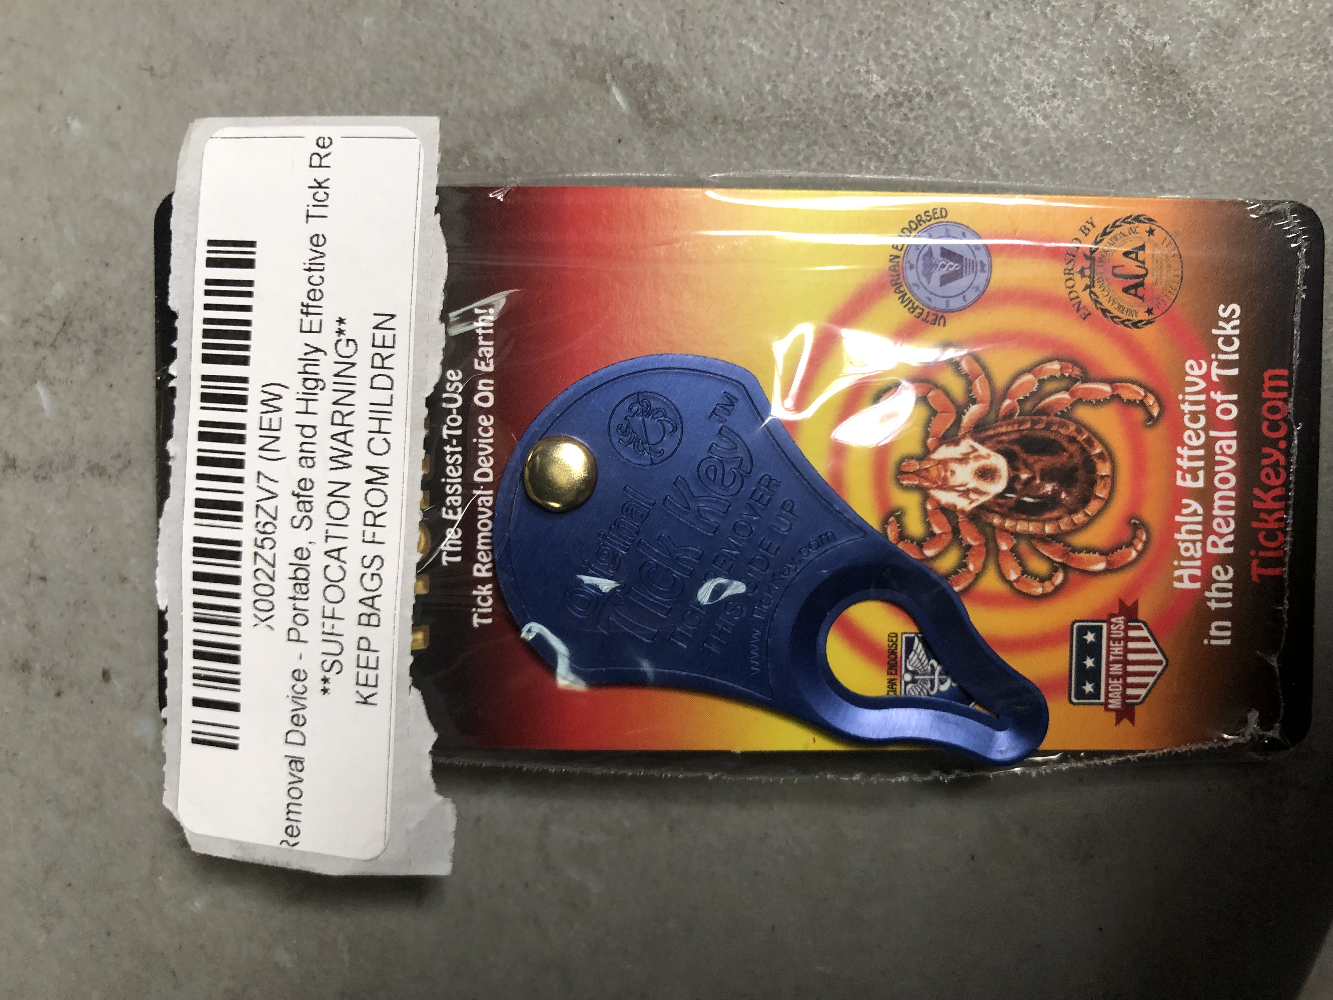 X002Z56ZV7 (NEW)
Removal Device - Portable, Safe and Highly Effective Tick Re
**SUFFOCATION WARNING**
KEEP BAGS FROM CHILDREN
The Easiest-To-Use
Tick Removal Device On Earth!
Original
Tick Key™
TICK REMOVER
THIS SIDE UP
www.TickKey.com
VETERINARIAN ENDORSED
ENDORSED BY
ACA
CIAN ENDORSED
MADE IN THE USA
Highly Effective
in the Removal of Ticks
TickKey.com